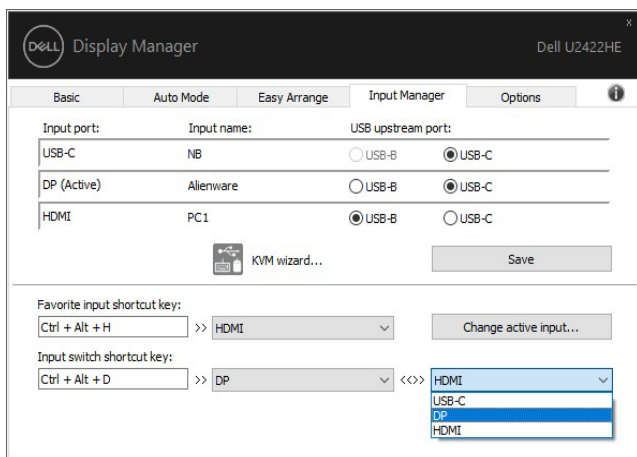 x
DELL Display Manager Dell U2422HE
Basic Auto Mode Easy Arrange Input Manager Options i
Input port: Input name: USB upstream port:
USB-C NB USB-B USB-C
DP (Active) Alienware USB-B USB-C
HDMI PC1 USB-B USB-C
KVM wizard... Save
Favorite input shortcut key:
Ctrl + Alt + H >> HDMI Change active input...
Input switch shortcut key:
Ctrl + Alt + D >> DP <<>> HDMI
USB-C
DP
HDMI